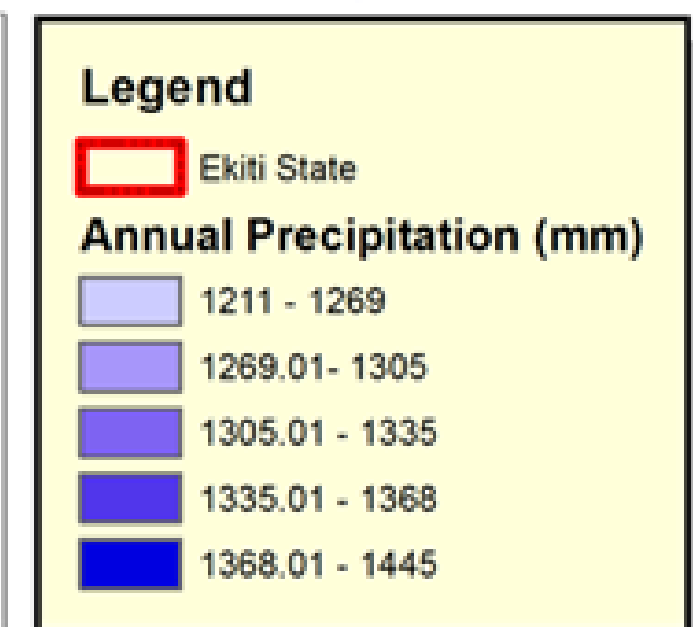 Legend
Ekiti State
Annual Precipitation (mm)
1211 - 1269
1269.01- 1305
1305.01 - 1335
1335.01 - 1368
1368.01 - 1445